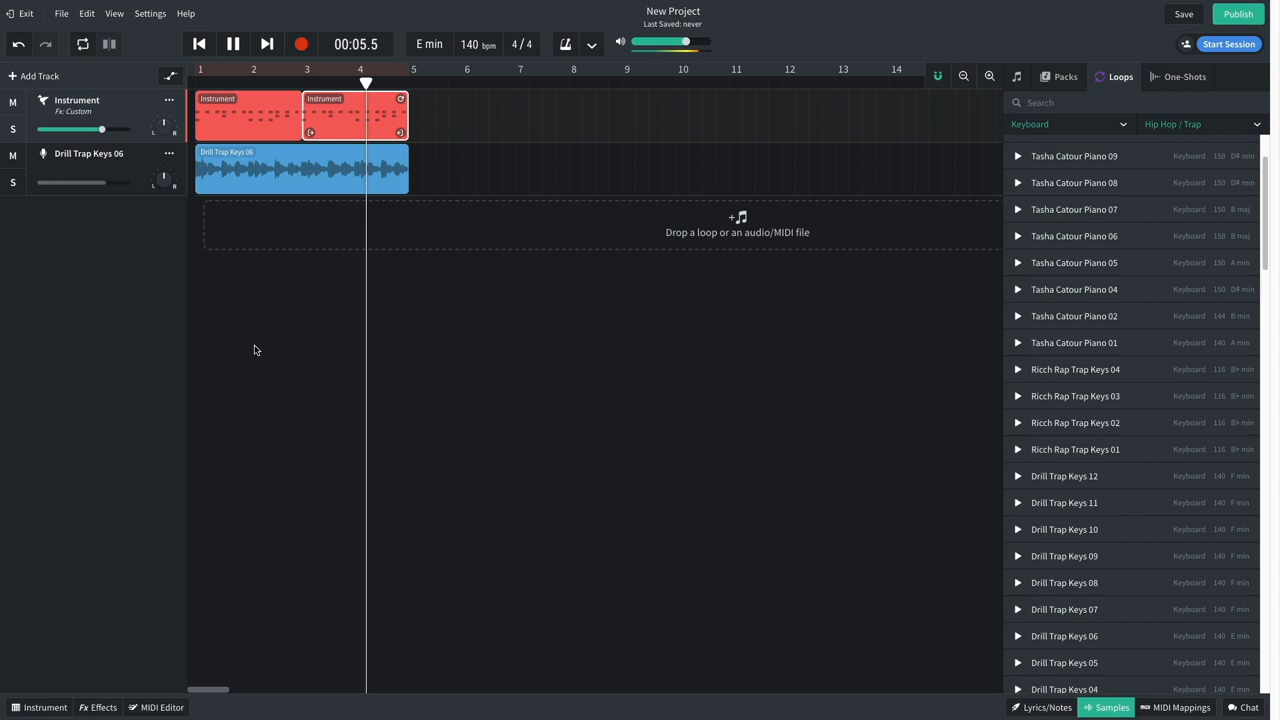 Exit File Edit View Settings Help
New Project
Last Saved: never
Save Publish
00:05.5 E min 140 bpm 4 / 4
Start Session
Add Track
1 2 3 4 5 6 7 8 9 10 11 12 13 14
Packs Loops One-Shots
Search
Keyboard Hip Hop / Trap
M Instrument
Fx: Custom
S L R
M Drill Trap Keys 06
S L R
Instrument Instrument
Drill Trap Keys 06
Drop a loop or an audio/MIDI file
Tasha Catour Piano 09 Keyboard 150 D# min
Tasha Catour Piano 08 Keyboard 150 D# min
Tasha Catour Piano 07 Keyboard 150 B maj
Tasha Catour Piano 06 Keyboard 150 B maj
Tasha Catour Piano 05 Keyboard 150 A min
Tasha Catour Piano 04 Keyboard 150 D# min
Tasha Catour Piano 02 Keyboard 144 B min
Tasha Catour Piano 01 Keyboard 140 A min
Ricch Rap Trap Keys 04 Keyboard 116 B♭ min
Ricch Rap Trap Keys 03 Keyboard 116 B♭ min
Ricch Rap Trap Keys 02 Keyboard 116 B♭ min
Ricch Rap Trap Keys 01 Keyboard 116 B♭ min
Drill Trap Keys 12 Keyboard 140 F min
Drill Trap Keys 11 Keyboard 140 F min
Drill Trap Keys 10 Keyboard 140 F min
Drill Trap Keys 09 Keyboard 140 F min
Drill Trap Keys 08 Keyboard 140 F min
Drill Trap Keys 07 Keyboard 140 F min
Drill Trap Keys 06 Keyboard 140 E min
Drill Trap Keys 05 Keyboard 140 E min
Drill Trap Keys 04 Keyboard 140 E min
Instrument Fx Effects MIDI Editor
Lyrics/Notes Samples MIDI Mappings Chat